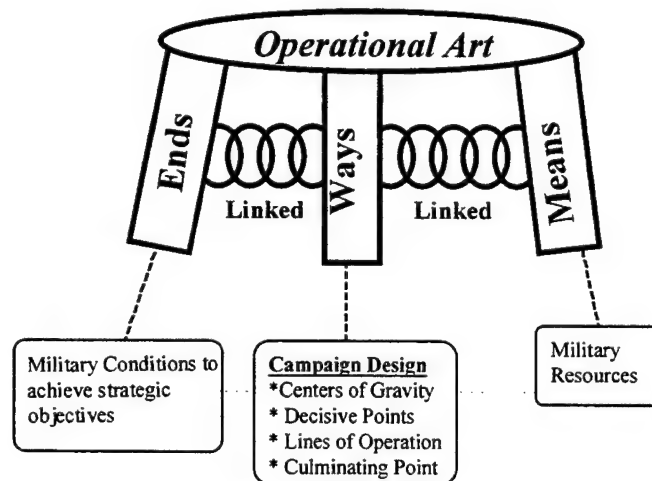 Operational Art
Ends
Ways
Means
Linked
Linked
Military Conditions to
achieve strategic
objectives
Campaign Design
*Centers of Gravity
* Decisive Points
* Lines of Operation
* Culminating Point
Military
Resources